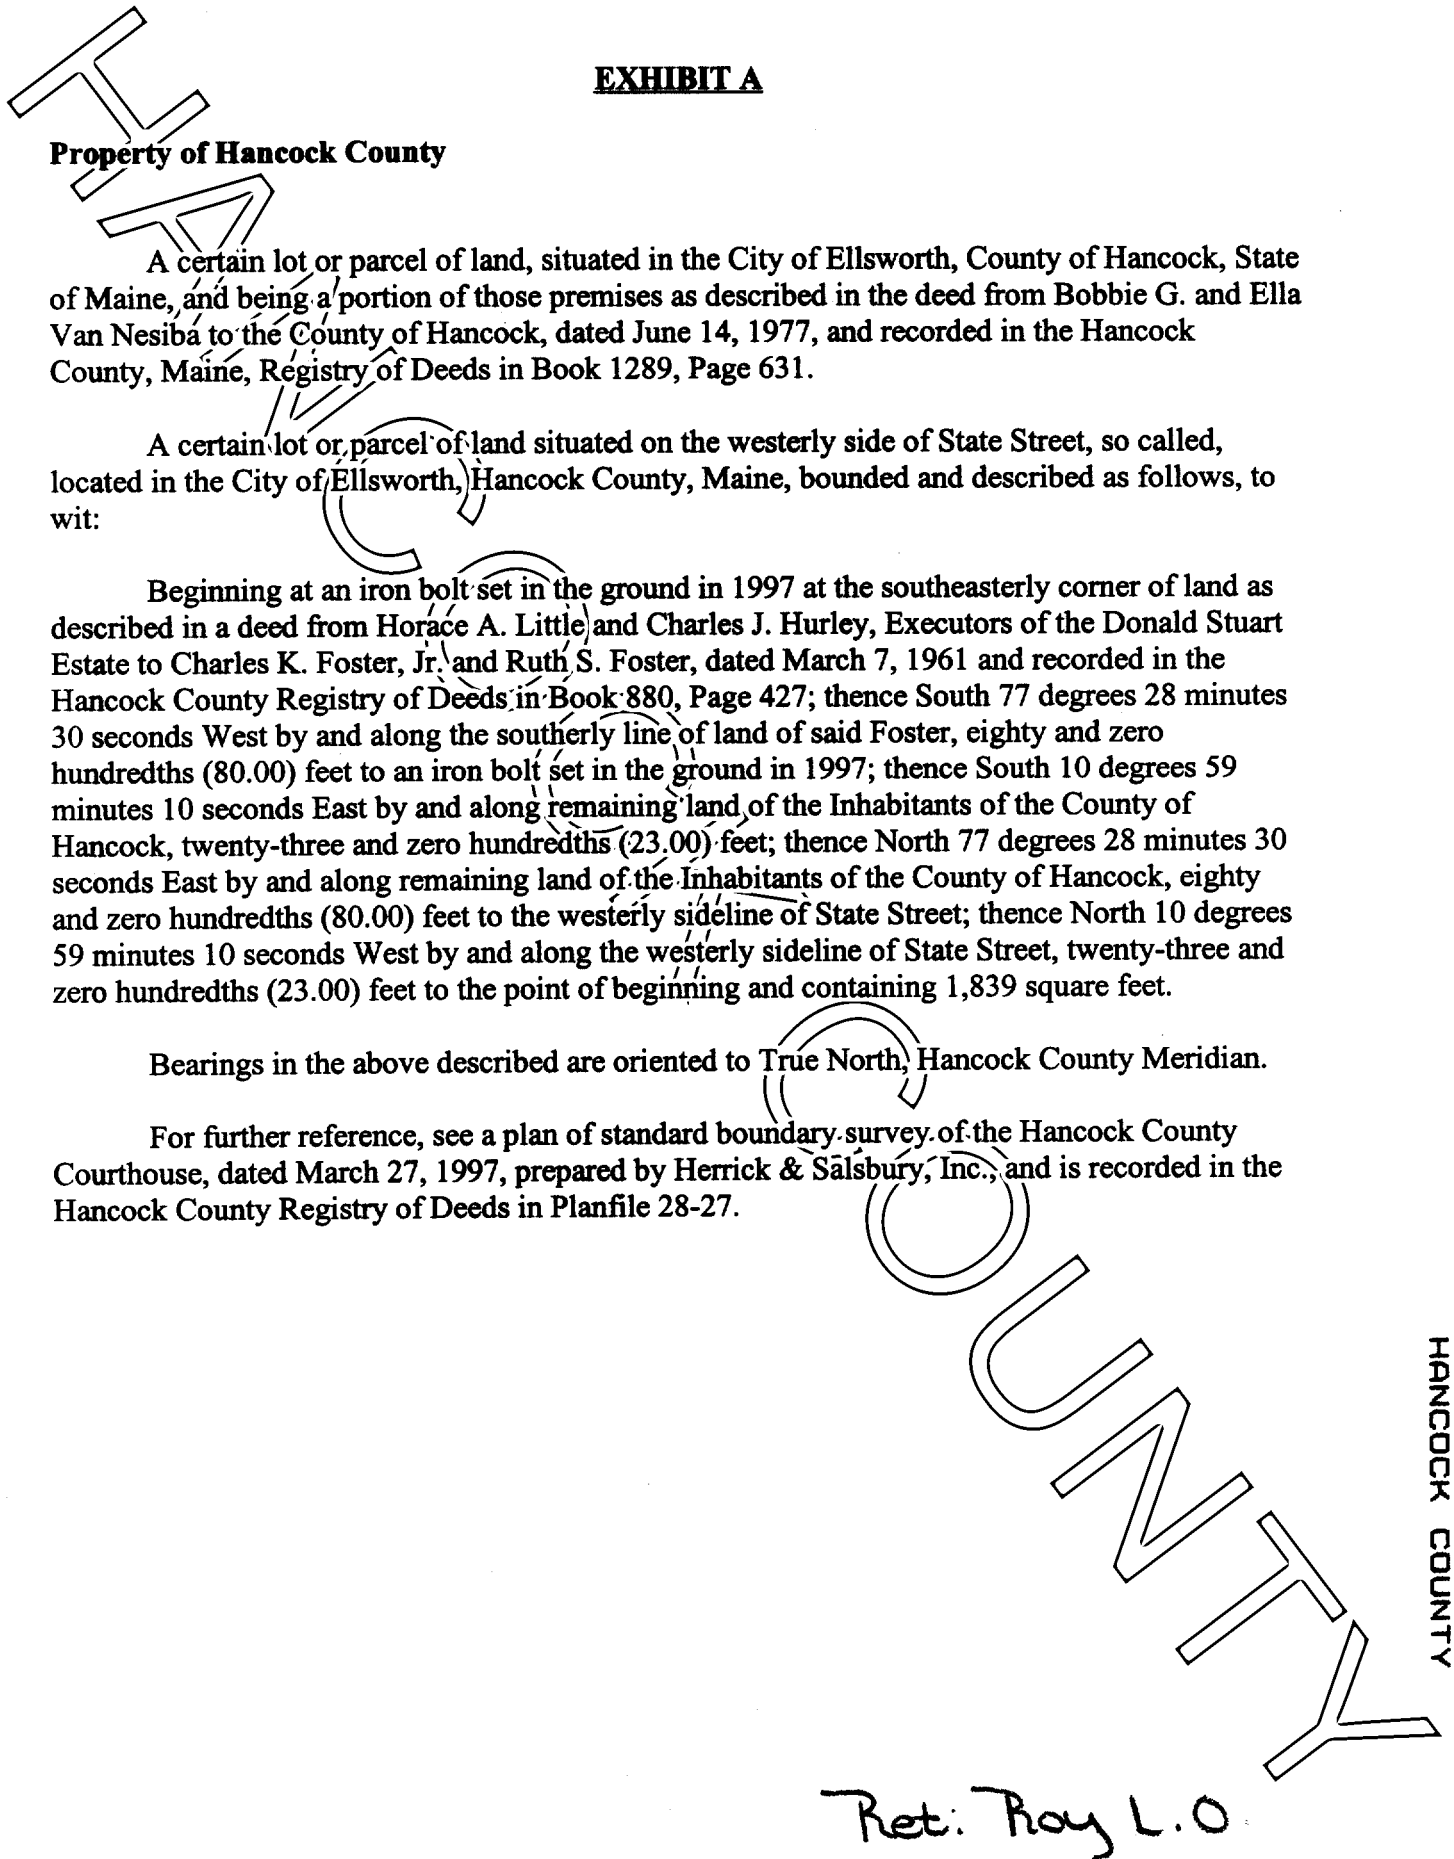 EXHIBIT A
Property of Hancock County
A certain lot or parcel of land, situated in the City of Ellsworth, County of Hancock, State
of Maine, and being a portion of those premises as described in the deed from Bobbie G. and Ella
Van Nesiba to the County of Hancock, dated June 14, 1977, and recorded in the Hancock
County, Maine, Registry of Deeds in Book 1289, Page 631.
A certain lot or parcel of land situated on the westerly side of State Street, so called,
located in the City of Ellsworth, Hancock County, Maine, bounded and described as follows, to
wit:
Beginning at an iron bolt set in the ground in 1997 at the southeasterly corner of land as
described in a deed from Horace A. Little and Charles J. Hurley, Executors of the Donald Stuart
Estate to Charles K. Foster, Jr. and Ruth S. Foster, dated March 7, 1961 and recorded in the
Hancock County Registry of Deeds in Book 880, Page 427; thence South 77 degrees 28 minutes
30 seconds West by and along the southerly line of land of said Foster, eighty and zero
hundredths (80.00) feet to an iron bolt set in the ground in 1997; thence South 10 degrees 59
minutes 10 seconds East by and along remaining land of the Inhabitants of the County of
Hancock, twenty-three and zero hundredths (23.00) feet; thence North 77 degrees 28 minutes 30
seconds East by and along remaining land of the Inhabitants of the County of Hancock, eighty
and zero hundredths (80.00) feet to the westerly sideline of State Street; thence North 10 degrees
59 minutes 10 seconds West by and along the westerly sideline of State Street, twenty-three and
zero hundredths (23.00) feet to the point of beginning and containing 1,839 square feet.
Bearings in the above described are oriented to True North, Hancock County Meridian.
For further reference, see a plan of standard boundary survey of the Hancock County
Courthouse, dated March 27, 1997, prepared by Herrick & Salsbury, Inc., and is recorded in the
Hancock County Registry of Deeds in Planfile 28-27.
HANCOCK COUNTY
HANCOCK COUNTY
Ret: Roy L.O.